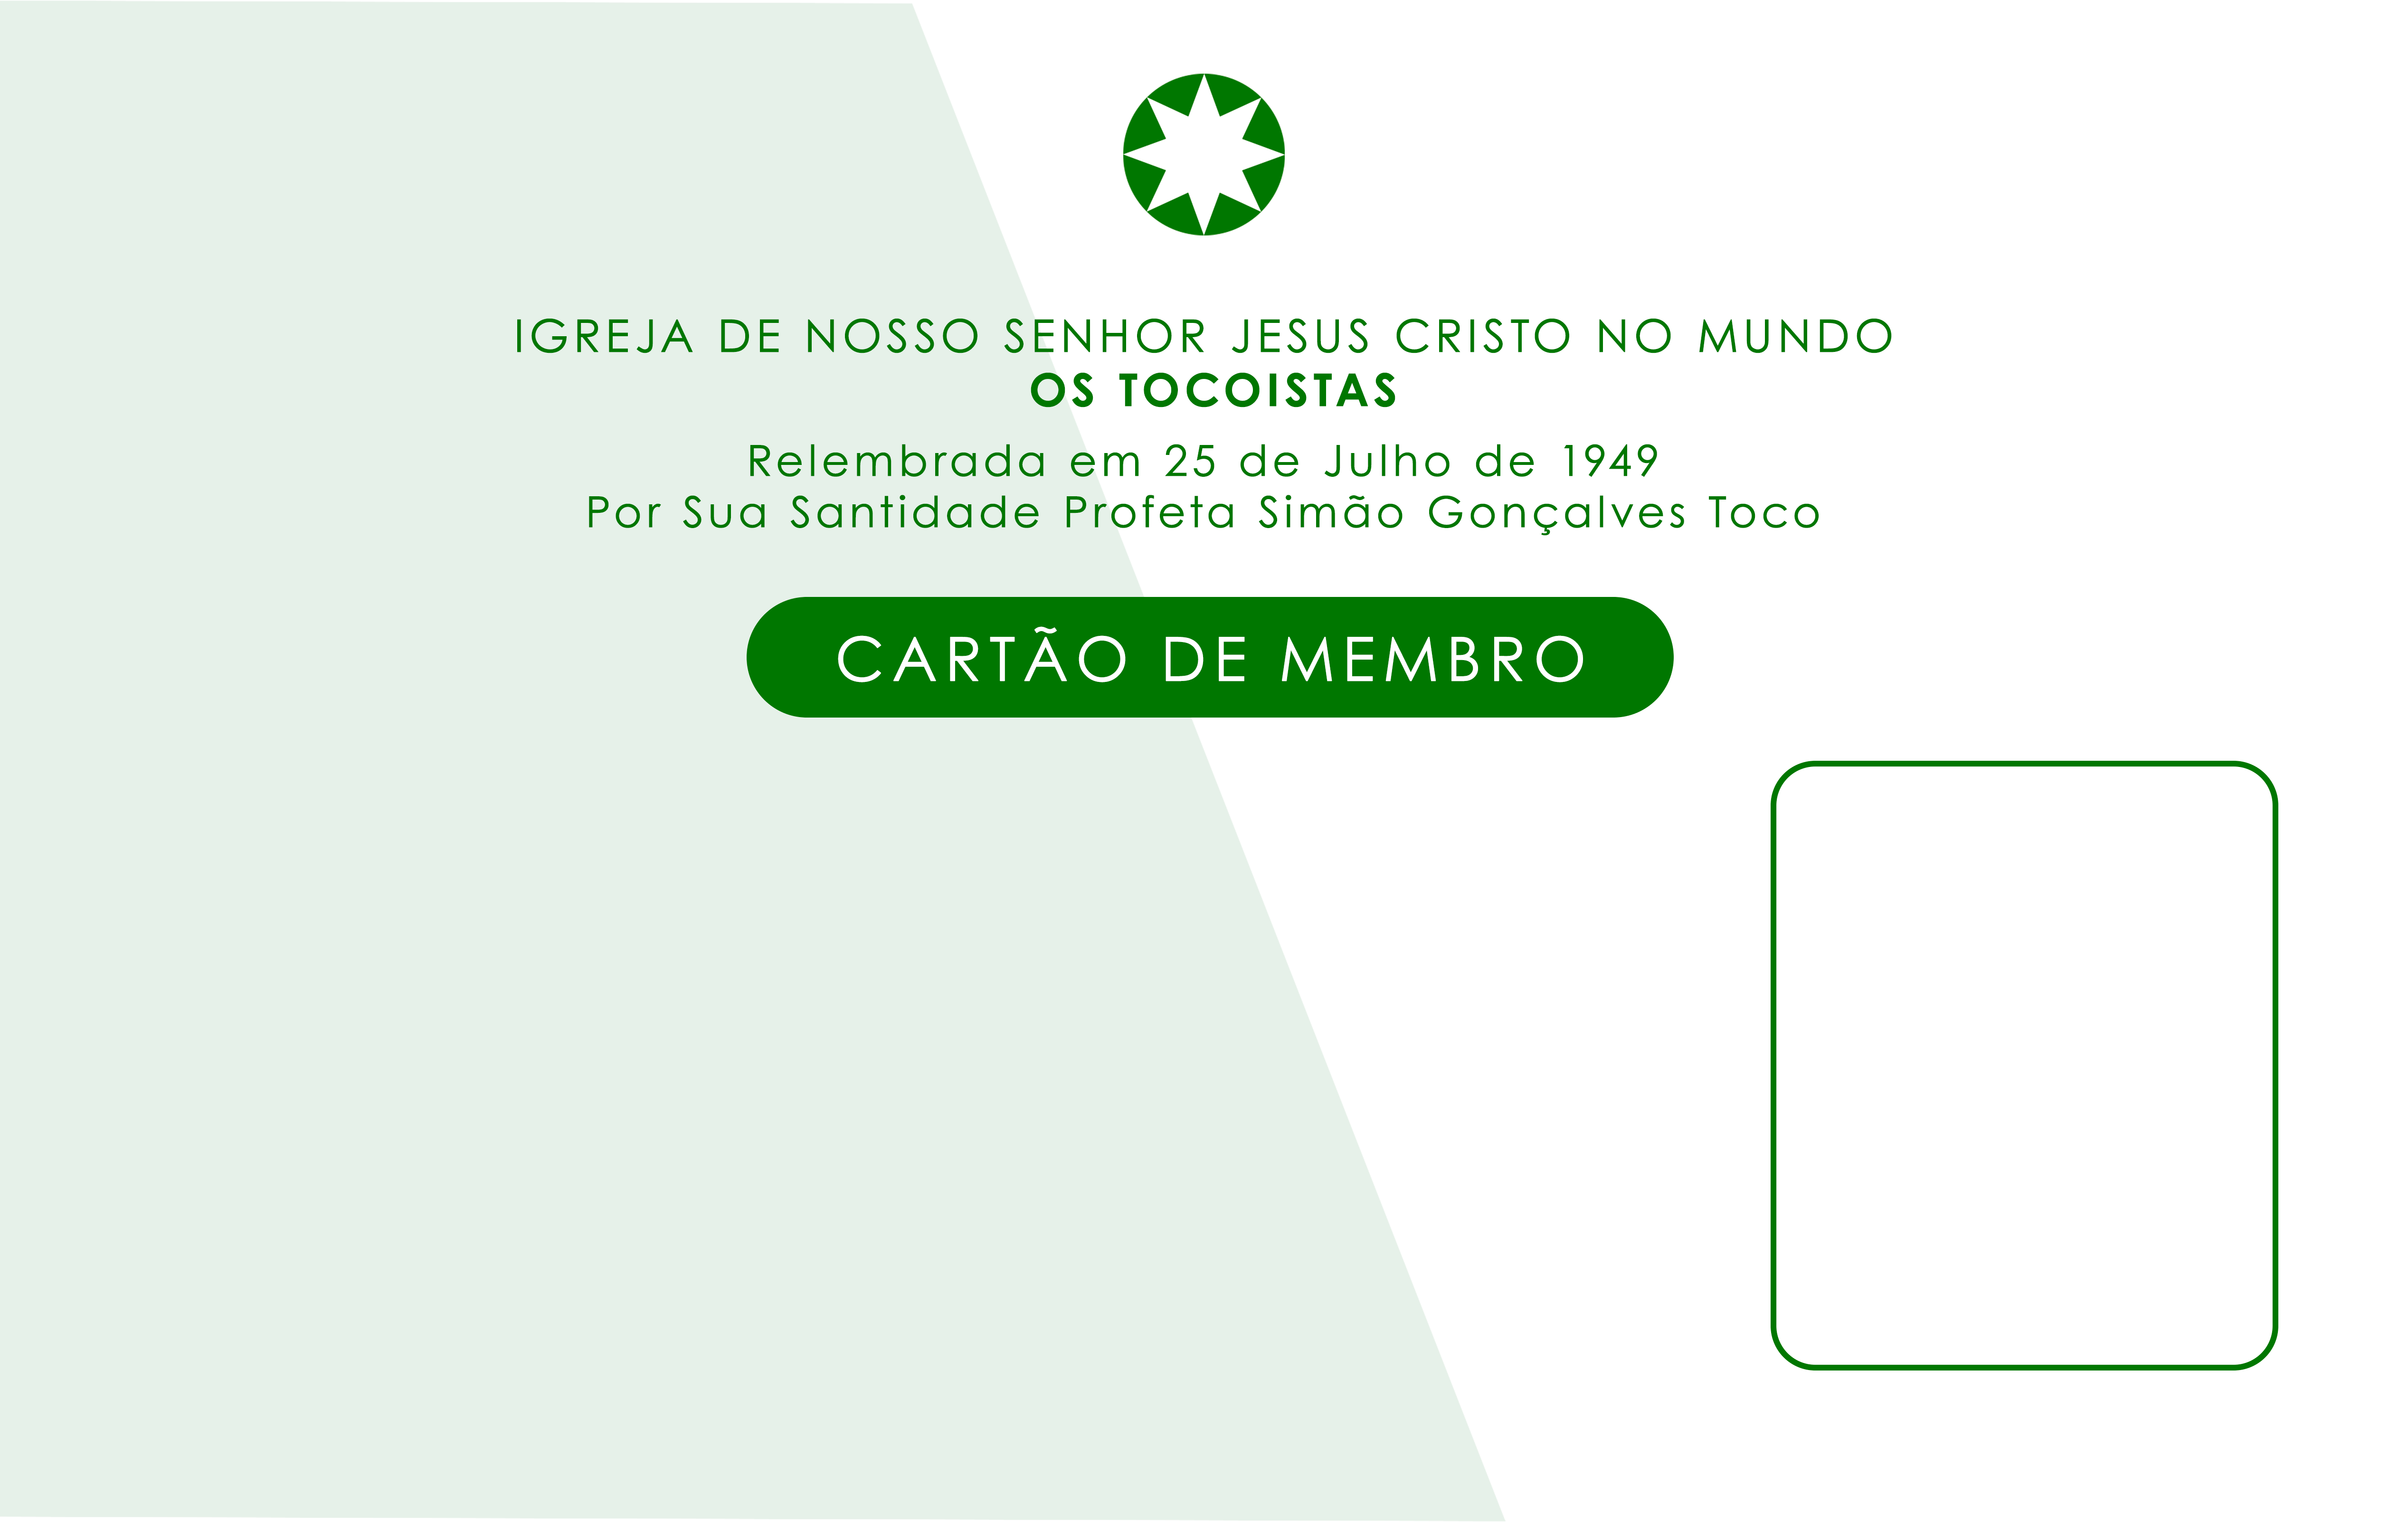 IGREJA DE NOSSO SENHOR JESUS CRISTO NO MUNDO
OS TOCOISTAS
Relembrada em 25 de Julho de 1949
Por Sua Santidade Profeta Simão Gonçalves Toco
CARTÃO DE MEMBRO